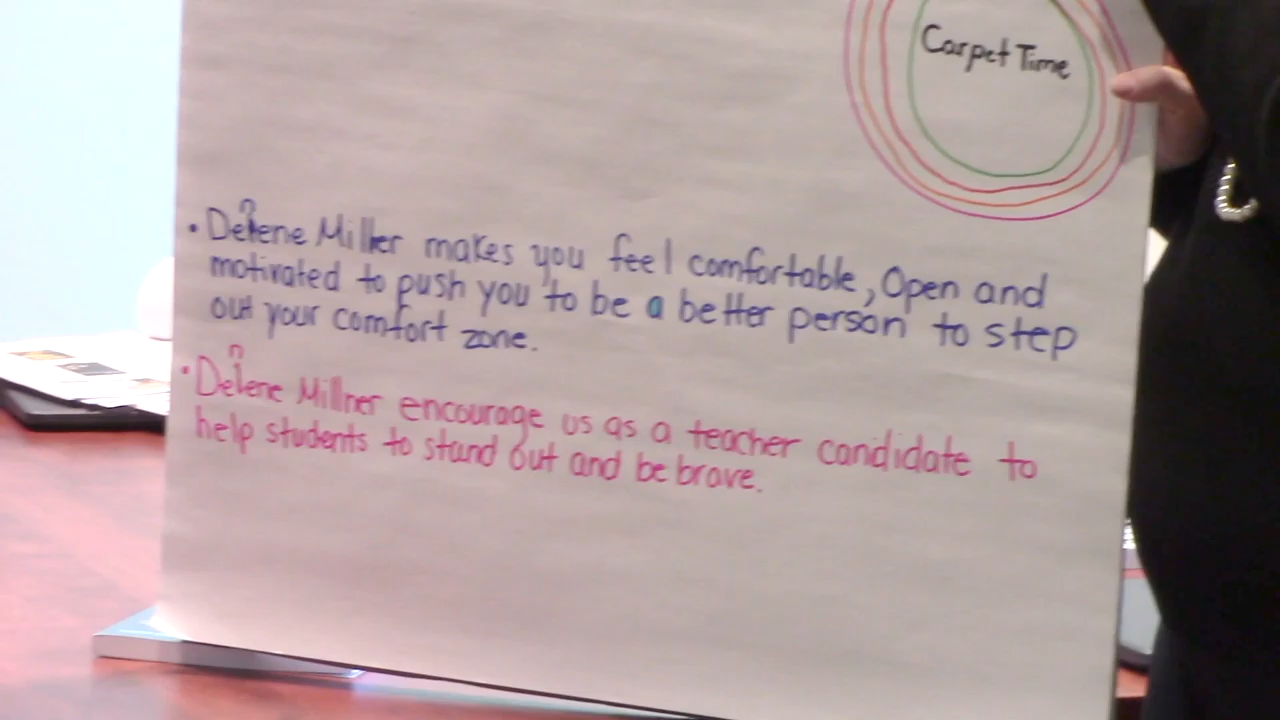 Carpet Time
• Delene Miller makes you feel comfortable, Open and
motivated to push you to be a better person to step
out your comfort zone.
• Delene Millner encourage us as a teacher candidate to
help students to stand out and be brave.